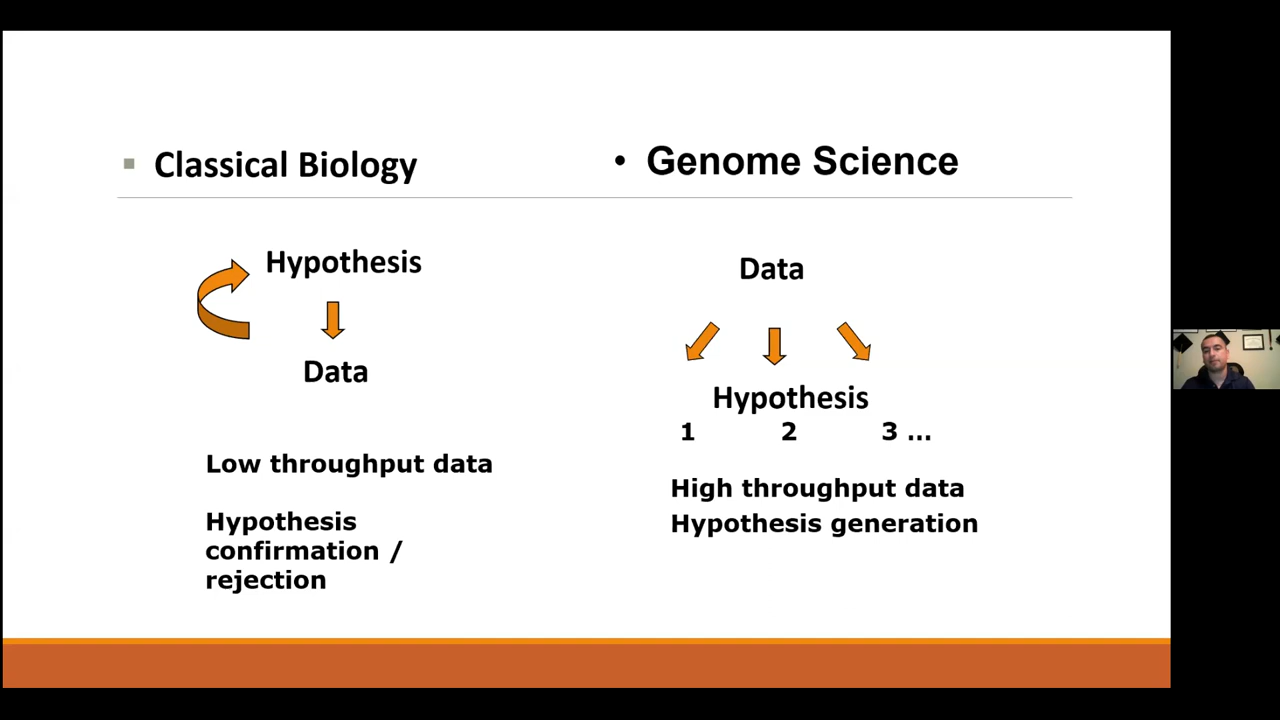 Classical Biology
Hypothesis
Data
Low throughput data
Hypothesis
confirmation /
rejection
Genome Science
Data
Hypothesis
1 2 3 ...
High throughput data
Hypothesis generation